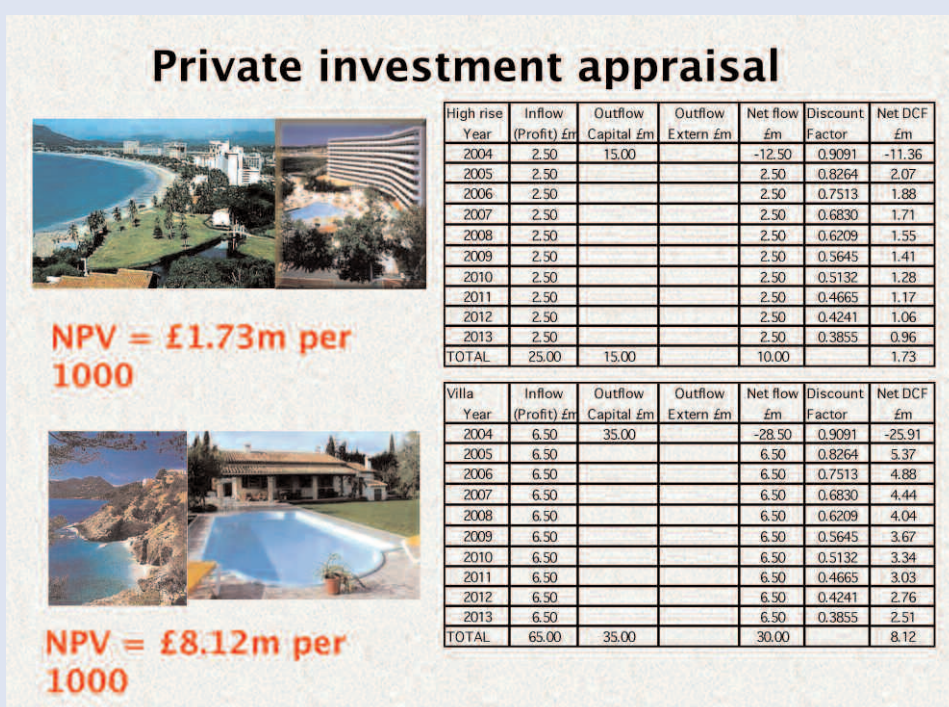 Private investment appraisal
High rise Inflow Outflow Outflow Net flow Discount Net DCF
Year (Profit) £m Capital £m Extern £m £m Factor £m
2004 2.50 15.00 -12.50 0.9091 -11.36
2005 2.50 2.50 0.8264 2.07
2006 2.50 2.50 0.7513 1.88
2007 2.50 2.50 0.6830 1.71
2008 2.50 2.50 0.6209 1.55
2009 2.50 2.50 0.5645 1.41
2010 2.50 2.50 0.5132 1.28
2011 2.50 2.50 0.4665 1.17
2012 2.50 2.50 0.4241 1.06
2013 2.50 2.50 0.3855 0.96
TOTAL 25.00 15.00 10.00 1.73
NPV = £1.73m per
1000
Villa Inflow Outflow Outflow Net flow Discount Net DCF
Year (Profit) £m Capital £m Extern £m £m Factor £m
2004 6.50 35.00 -28.50 0.9091 -25.91
2005 6.50 6.50 0.8264 5.37
2006 6.50 6.50 0.7513 4.88
2007 6.50 6.50 0.6830 4.44
2008 6.50 6.50 0.6209 4.04
2009 6.50 6.50 0.5645 3.67
2010 6.50 6.50 0.5132 3.34
2011 6.50 6.50 0.4665 3.03
2012 6.50 6.50 0.4241 2.76
2013 6.50 6.50 0.3855 2.51
TOTAL 65.00 35.00 30.00 8.12
NPV = £8.12m per
1000